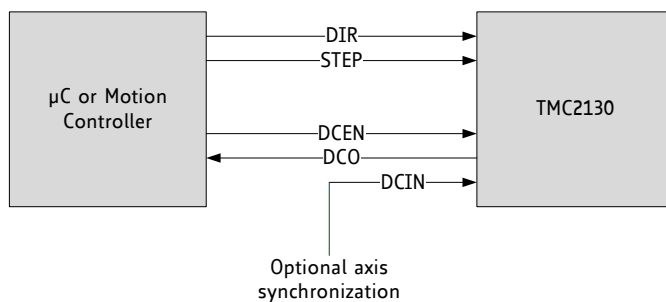 DIR
STEP
µC or Motion
Controller
TMC2130
DCEN
DCO
DCIN
Optional axis
synchronization